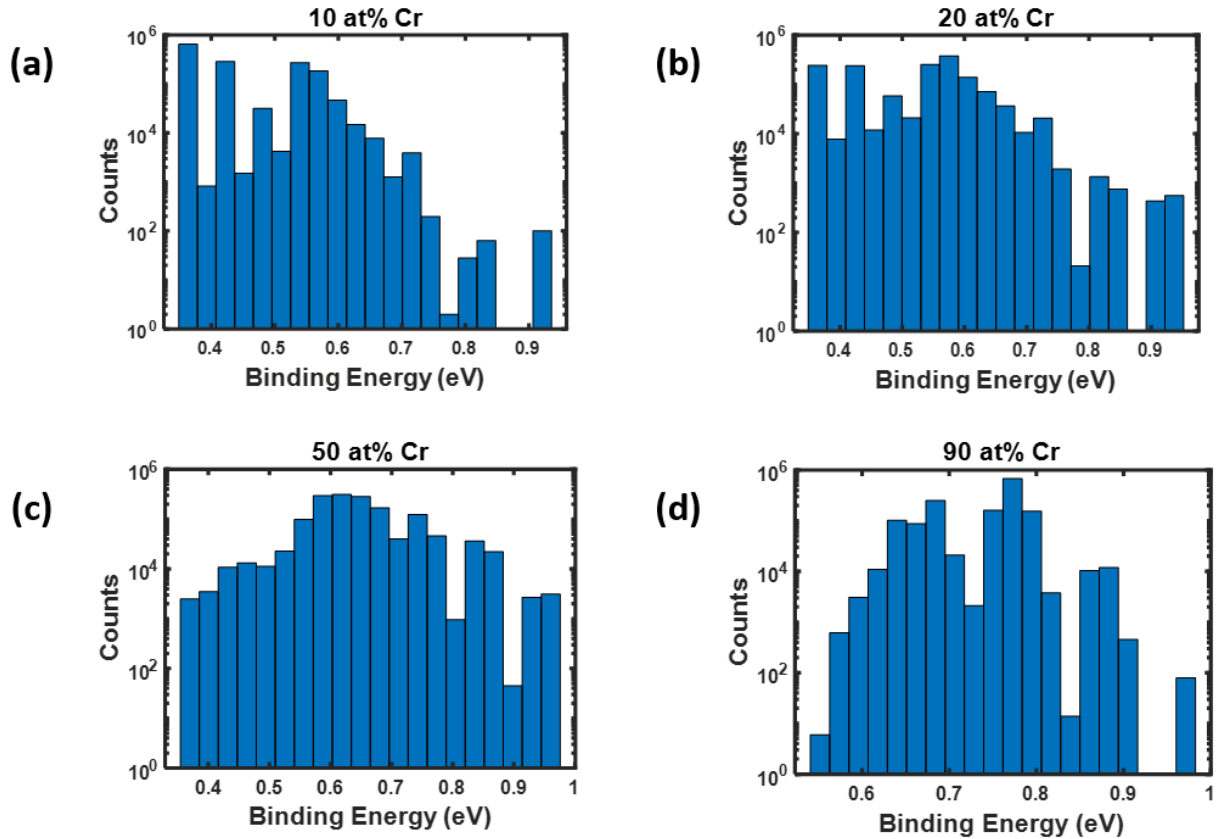 (a)
10 at% Cr
10^6
10^4
10^2
10^0
Counts
0.4 0.5 0.6 0.7 0.8 0.9
Binding Energy (eV)
(b)
20 at% Cr
10^6
10^4
10^2
10^0
Counts
0.4 0.5 0.6 0.7 0.8 0.9
Binding Energy (eV)
(c)
50 at% Cr
10^6
10^4
10^2
10^0
Counts
0.4 0.5 0.6 0.7 0.8 0.9 1
Binding Energy (eV)
(d)
90 at% Cr
10^6
10^4
10^2
10^0
Counts
0.6 0.7 0.8 0.9 1
Binding Energy (eV)